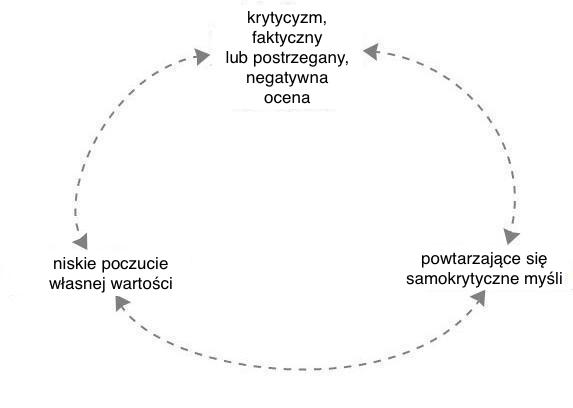 krytycyzm,
faktyczny
lub postrzegany,
negatywna
ocena
niskie poczucie
własnej wartości
powtarzające się
samokrytyczne myśli